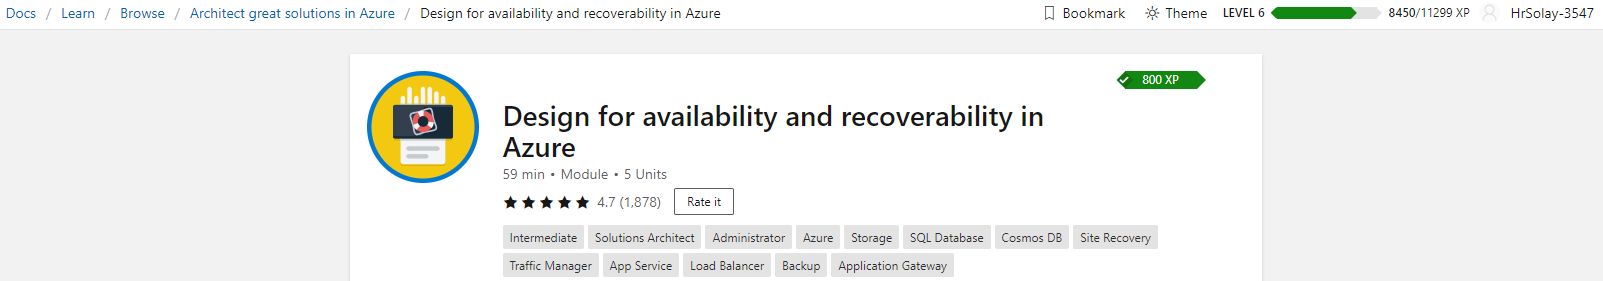 Docs / Learn / Browse / Architect great solutions in Azure / Design for availability and recoverability in Azure Bookmark Theme LEVEL 6 8450/11299 XP HrSolay-3547
800 XP
Design for availability and recoverability in
Azure
59 min • Module • 5 Units
4.7 (1,878) Rate it
Intermediate Solutions Architect Administrator Azure Storage SQL Database Cosmos DB Site Recovery
Traffic Manager App Service Load Balancer Backup Application Gateway